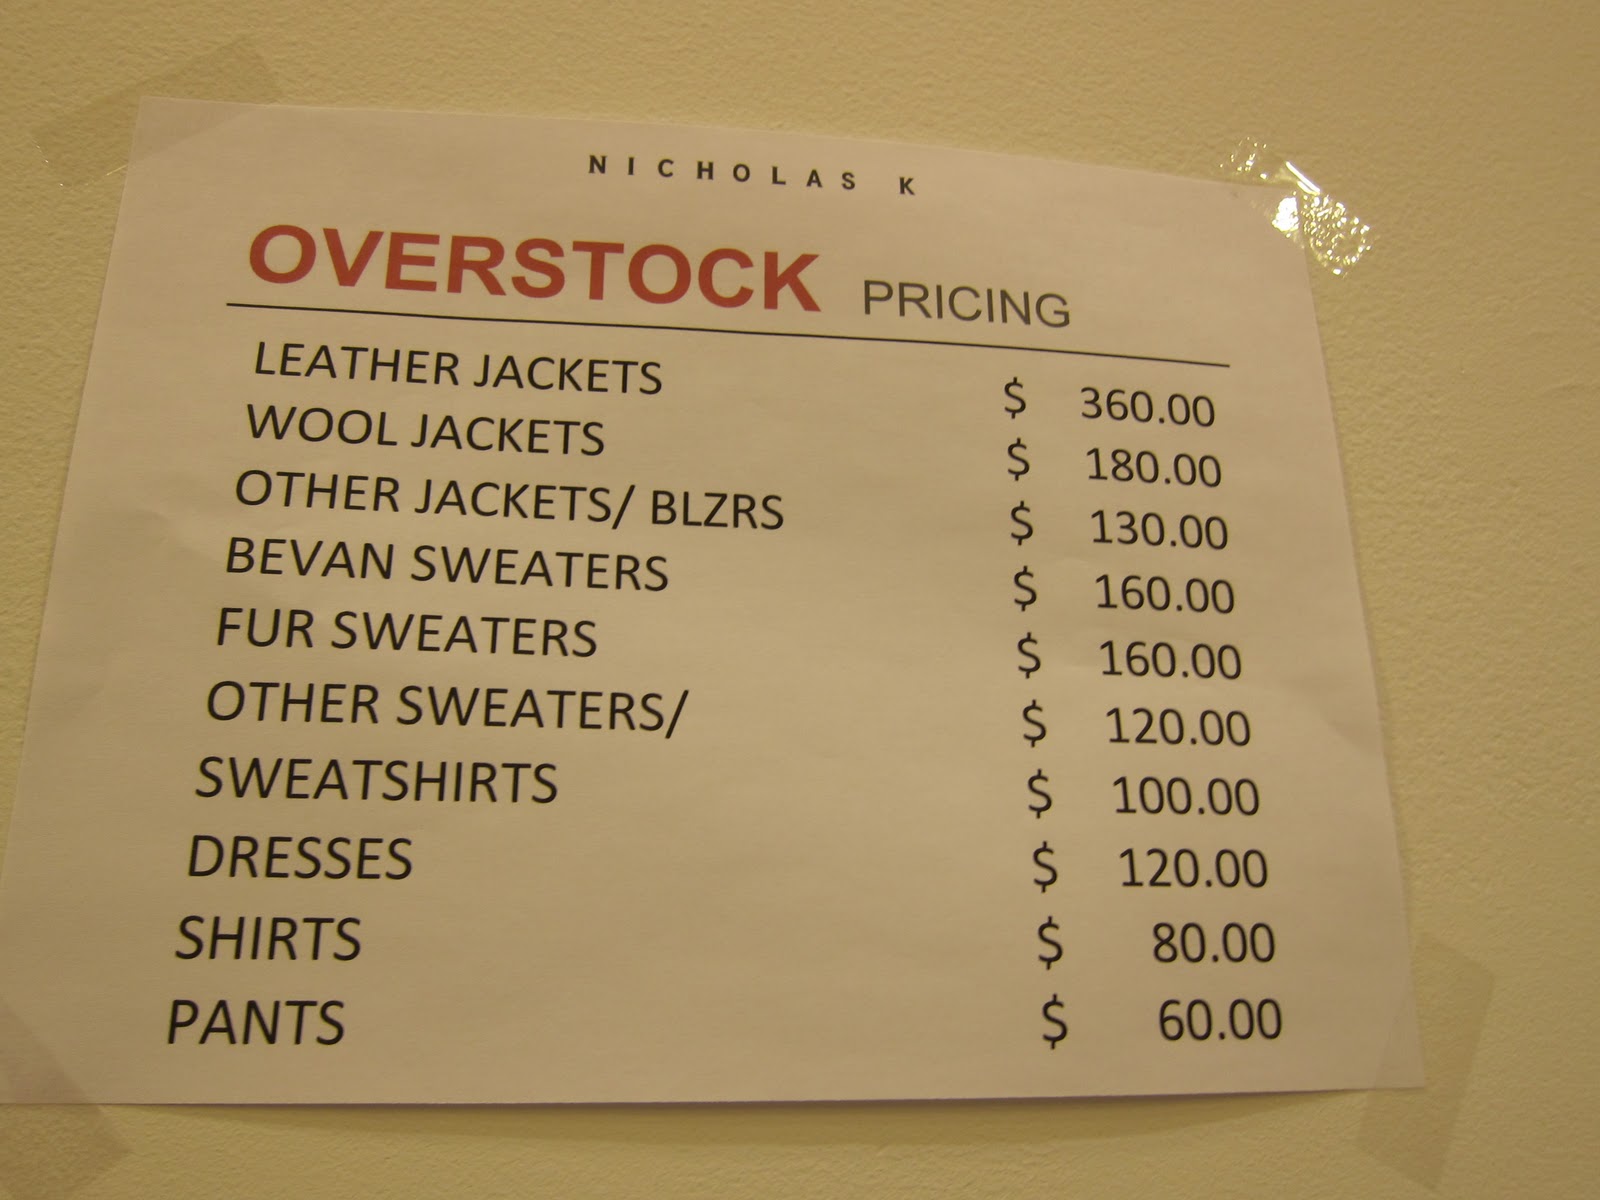 NICHOLAS K
OVERSTOCK PRICING
LEATHER JACKETS $ 360.00
WOOL JACKETS $ 180.00
OTHER JACKETS/ BLZRS $ 130.00
BEVAN SWEATERS $ 160.00
FUR SWEATERS $ 160.00
OTHER SWEATERS/ $ 120.00
SWEATSHIRTS $ 100.00
DRESSES $ 120.00
SHIRTS $ 80.00
PANTS $ 60.00